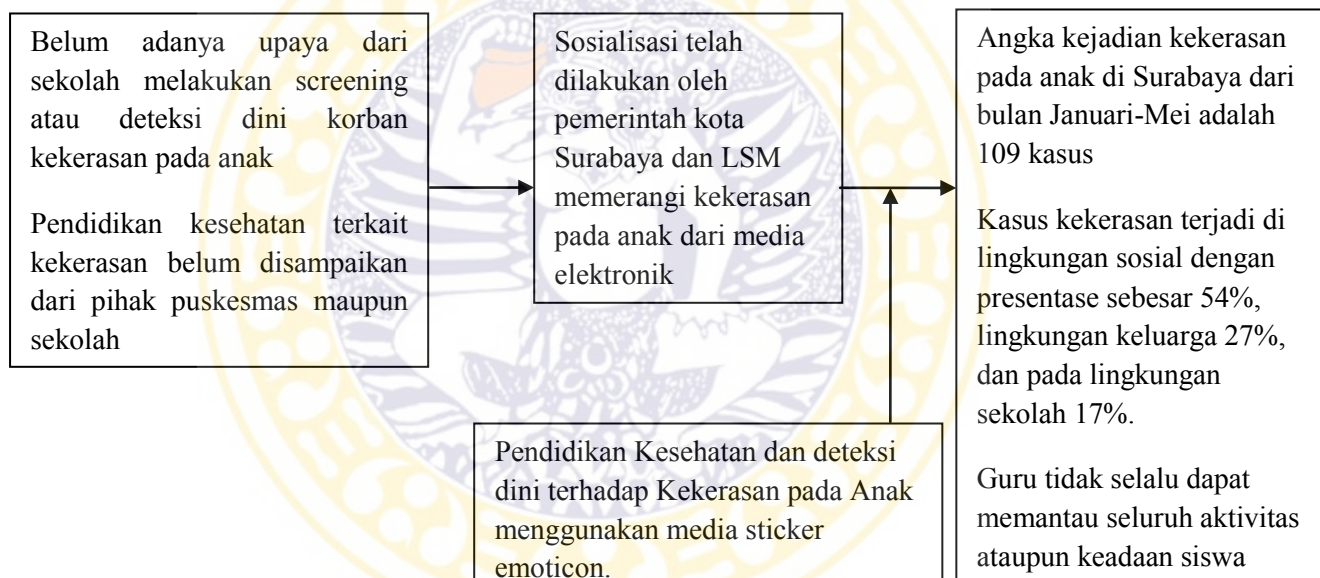 Belum adanya upaya dari
sekolah melakukan screening
atau deteksi dini korban
kekerasan pada anak
Pendidikan kesehatan terkait
kekerasan belum disampaikan
dari pihak puskesmas maupun
sekolah
Sosialisasi telah
dilakukan oleh
pemerintah kota
Surabaya dan LSM
memerangi kekerasan
pada anak dari media
elektronik
Angka kejadian kekerasan
pada anak di Surabaya dari
bulan Januari-Mei adalah
109 kasus
Kasus kekerasan terjadi di
lingkungan sosial dengan
presentase sebesar 54%,
lingkungan keluarga 27%,
dan pada lingkungan
sekolah 17%.
Guru tidak selalu dapat
memantau seluruh aktivitas
ataupun keadaan siswa
Pendidikan Kesehatan dan deteksi
dini terhadap Kekerasan pada Anak
menggunakan media sticker
emoticon.